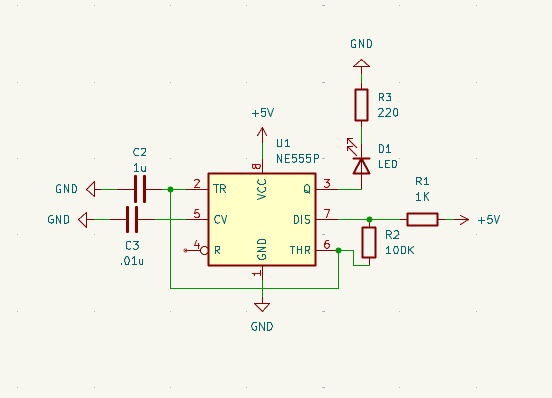 GND
R3
220
+5V
U1
NE555P
D1
LED
C2
1u
GND
2
TR
8
VCC
Q
3
R1
1K
GND
5
CV
DIS
7
+5V
C3
.01u
4
R
GND
THR
6
R2
100K
1
GND